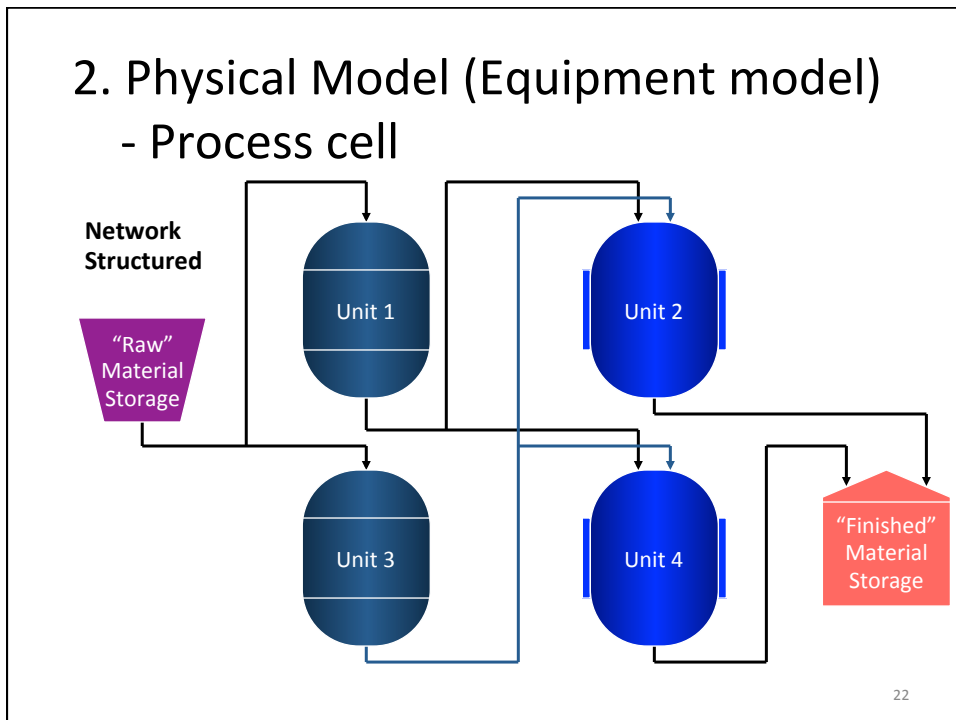 2. Physical Model (Equipment model)
- Process cell
Network
Structured
“Raw”
Material
Storage
Unit 1
Unit 2
Unit 3
Unit 4
“Finished”
Material
Storage
22